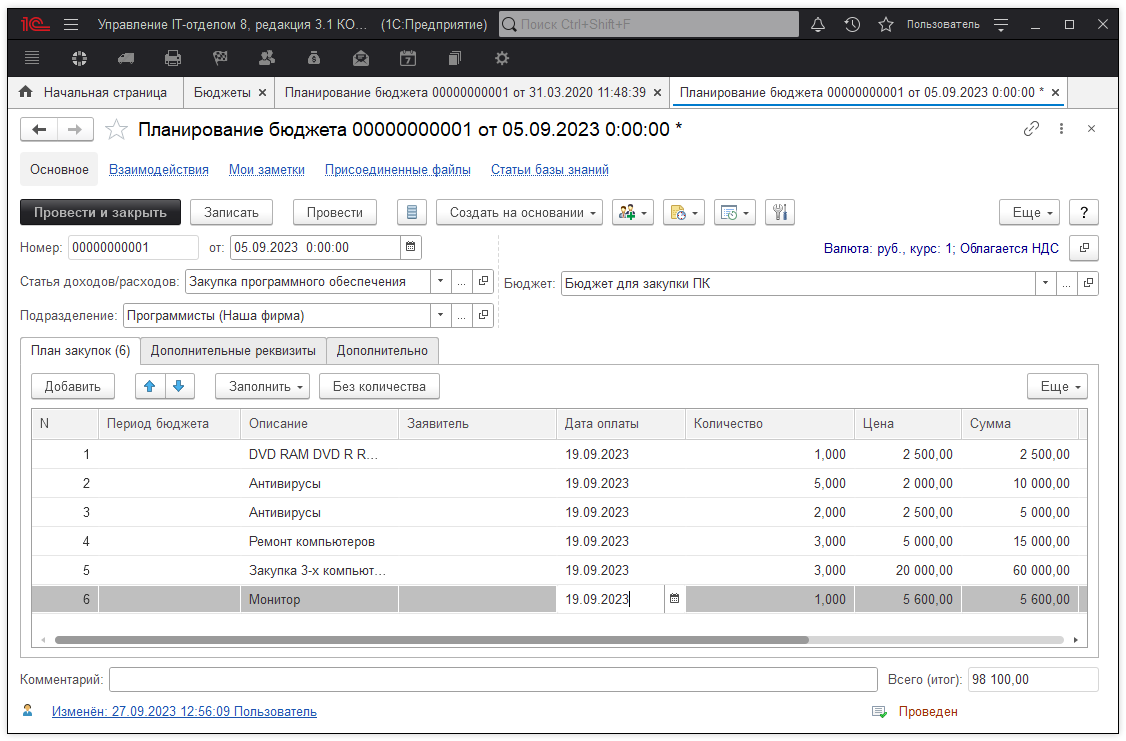 1С Управление IT-отделом 8, редакция 3.1 КО... (1С:Предприятие) Поиск Ctrl+Shift+F Пользователь
7
Начальная страница Бюджеты × Планирование бюджета 00000000001 от 31.03.2020 11:48:39 × Планирование бюджета 00000000001 от 05.09.2023 0:00:00 * ×
Планирование бюджета 00000000001 от 05.09.2023 0:00:00 *
Основное Взаимодействия Мои заметки Присоединенные файлы Статьи базы знаний
Провести и закрыть Записать Провести Создать на основании Еще ?
Номер: 00000000001 от: 05.09.2023 0:00:00 Валюта: руб., курс: 1; Облагается НДС
Статья доходов/расходов: Закупка программного обеспечения ... Бюджет: Бюджет для закупки ПК ...
Подразделение: Программисты (Наша фирма) ...
План закупок (6) Дополнительные реквизиты Дополнительно
Добавить Заполнить Без количества Еще
N Период бюджета Описание Заявитель Дата оплаты Количество Цена Сумма
1 DVD RAM DVD R R... 19.09.2023 1,000 2 500,00 2 500,00
2 Антивирусы 19.09.2023 5,000 2 000,00 10 000,00
3 Антивирусы 19.09.2023 2,000 2 500,00 5 000,00
4 Ремонт компьютеров 19.09.2023 3,000 5 000,00 15 000,00
5 Закупка 3-х компьют... 19.09.2023 3,000 20 000,00 60 000,00
6 Монитор 19.09.2023 1,000 5 600,00 5 600,00
Комментарий: Всего (итог): 98 100,00
Изменён: 27.09.2023 12:56:09 Пользователь Проведен